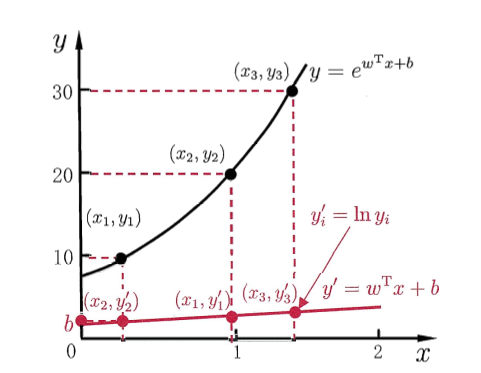 y
(x₃, y₃)
y = e^{wᵀx+b}
30
(x₂, y₂)
20
(x₁, y₁)
y′ᵢ = ln yᵢ
10
(x₂, y′₂)
(x₁, y′₁)
(x₃, y′₃)
y′ = wᵀx + b
b
0
1
2
x